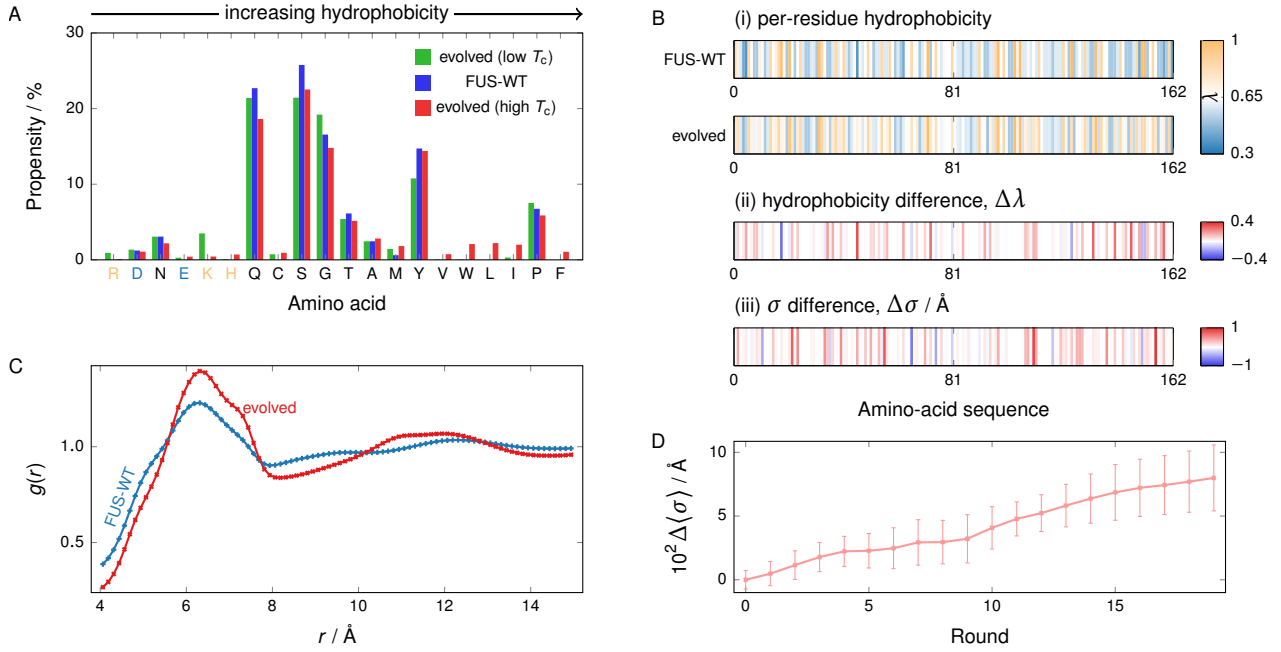 A
increasing hydrophobicity
30
20
10
0
Propensity / %
evolved (low Tc)
FUS-WT
evolved (high Tc)
R D N E K H Q C S G T A M Y V W L I P F
Amino acid
B
(i) per-residue hydrophobicity
FUS-WT
0 81 162
evolved
0 81 162
1
0.65
0.3
λ
(ii) hydrophobicity difference, Δλ
0 81 162
0.4
−0.4
(iii) σ difference, Δσ / Å
0 81 162
1
−1
Amino-acid sequence
C
1.0
0.5
g(r)
evolved
FUS-WT
4 6 8 10 12 14
r / Å
D
10
5
0
10² Δ⟨σ⟩ / Å
0 5 10 15
Round